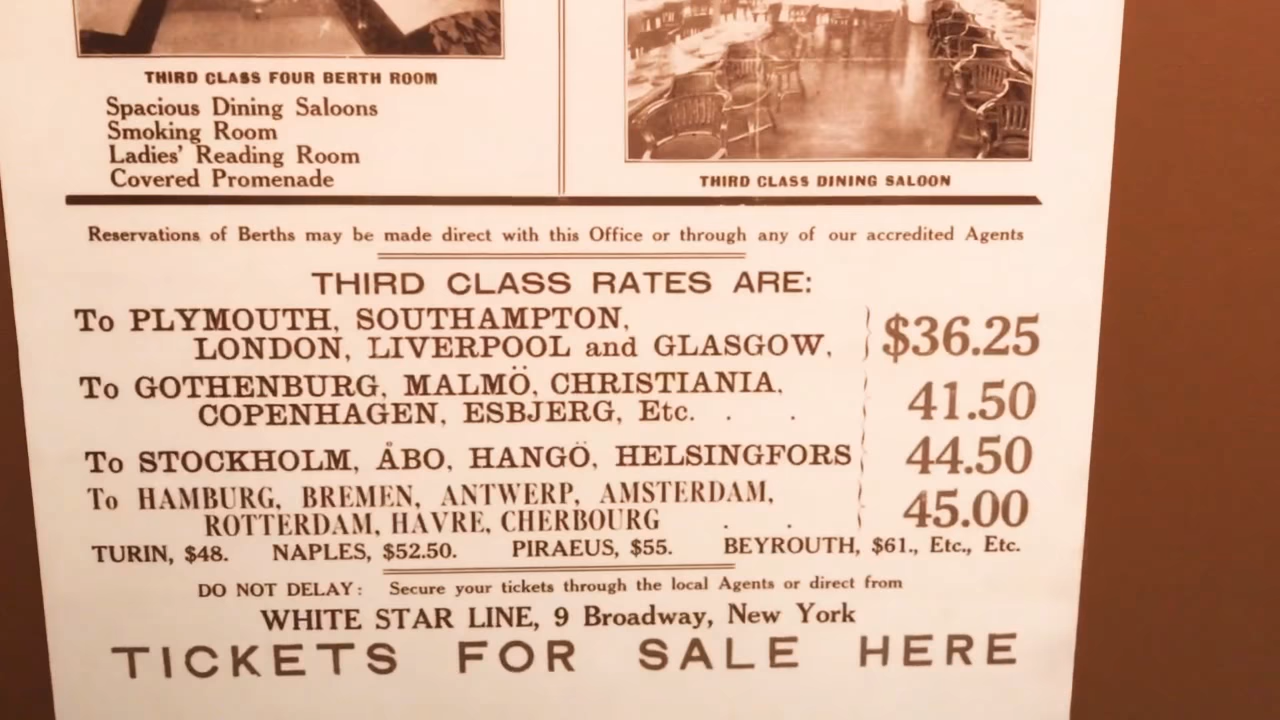 THIRD CLASS FOUR BERTH ROOM
Spacious Dining Saloons
Smoking Room
Ladies' Reading Room
Covered Promenade
THIRD CLASS DINING SALOON
Reservations of Berths may be made direct with this Office or through any of our accredited Agents
THIRD CLASS RATES ARE:
To PLYMOUTH, SOUTHAMPTON,
LONDON, LIVERPOOL and GLASGOW, $36.25
To GOTHENBURG, MALMÖ, CHRISTIANIA,
COPENHAGEN, ESBJERG, Etc. . . 41.50
To STOCKHOLM, ÅBO, HANGÖ, HELSINGFORS 44.50
To HAMBURG, BREMEN, ANTWERP, AMSTERDAM,
ROTTERDAM, HAVRE, CHERBOURG . . 45.00
TURIN, $48. NAPLES, $52.50. PIRAEUS, $55. BEYROUTH, $61., Etc., Etc.
DO NOT DELAY: Secure your tickets through the local Agents or direct from
WHITE STAR LINE, 9 Broadway, New York
TICKETS FOR SALE HERE